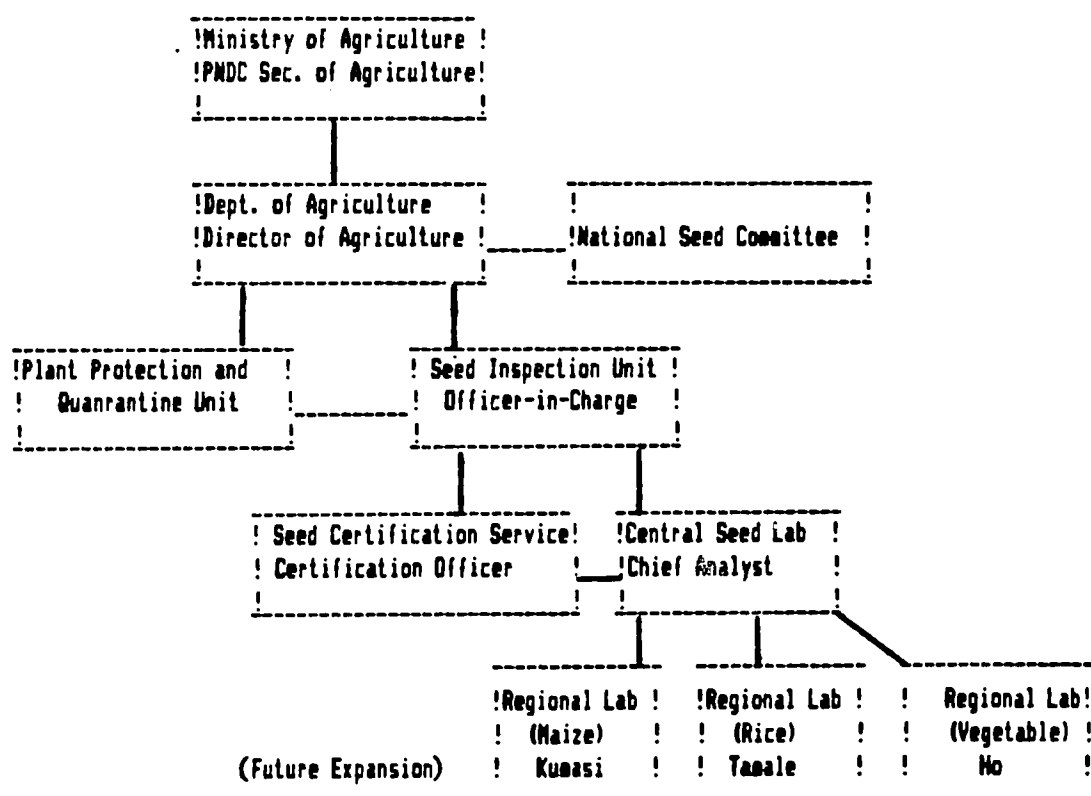 Ministry of Agriculture
PNDC Sec. of Agriculture
Dept. of Agriculture
Director of Agriculture
National Seed Committee
Plant Protection and
Quanrantine Unit
Seed Inspection Unit
Officer-in-Charge
Seed Certification Service
Certification Officer
Central Seed Lab
Chief Analyst
Regional Lab
(Maize)
Kumasi
Regional Lab
(Rice)
Tamale
Regional Lab
(Vegetable)
Ho
(Future Expansion)